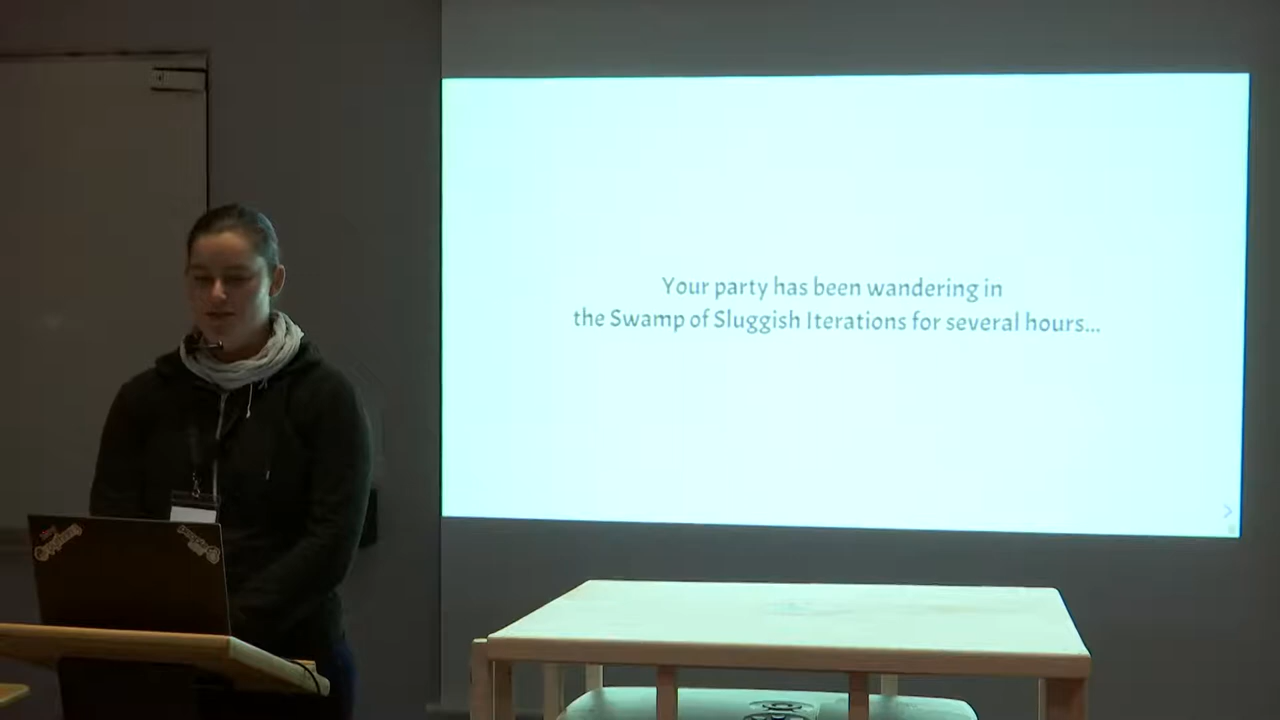 Your party has been wandering in
the Swamp of Sluggish Iterations for several hours...